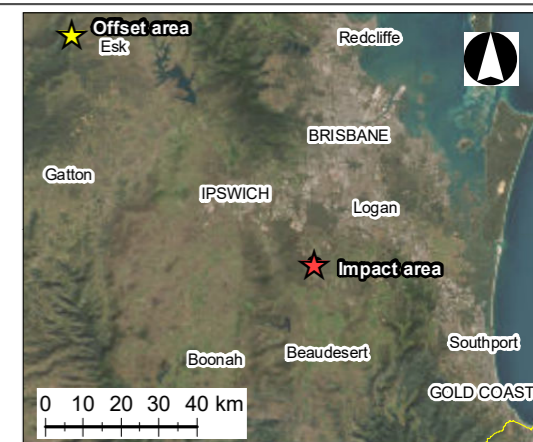 Offset area
Esk
Redcliffe
BRISBANE
Gatton
IPSWICH
Logan
Impact area
Southport
Boonah
Beaudesert
GOLD COAST
0 10 20 30 40 km